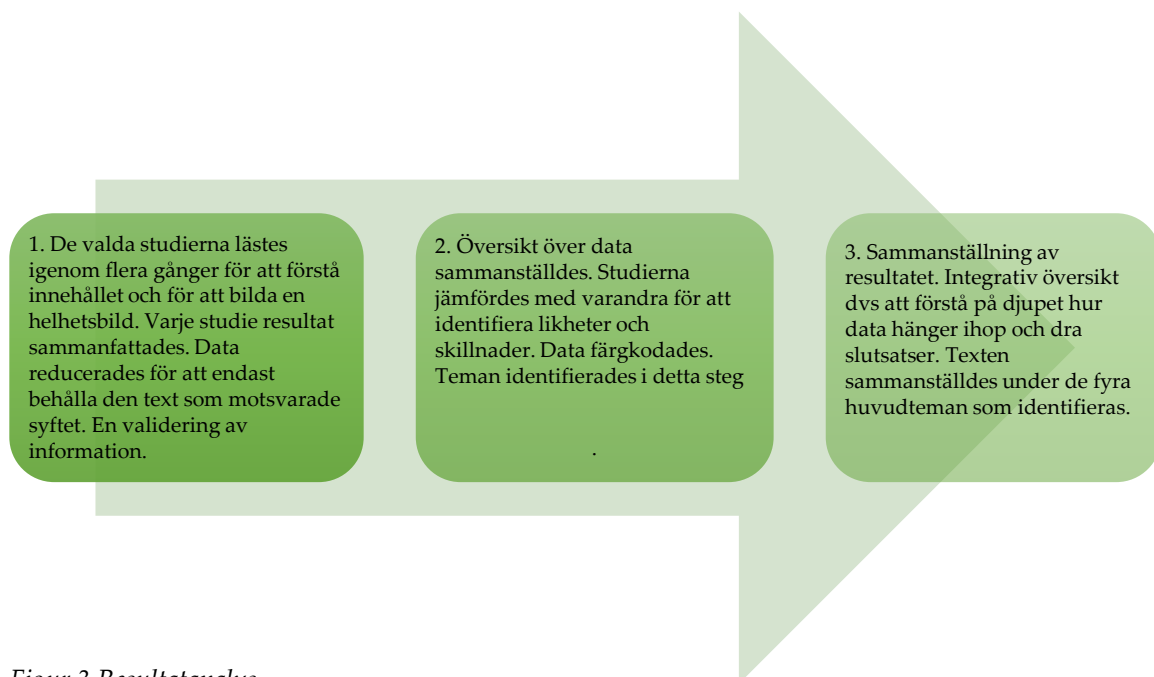 1. De valda studierna lästes
igenom flera gånger för att förstå
innehållet och för att bilda en
helhetsbild. Varje studie resultat
sammanfattades. Data
reducerades för att endast
behålla den text som motsvarade
syftet. En validering av
information.
2. Översikt över data
sammanställdes. Studierna
jämfördes med varandra för att
identifiera likheter och
skillnader. Data färgkodades.
Teman identifierades i detta steg
.
3. Sammanställning av
resultatet. Integrativ översikt
dvs att förstå på djupet hur
data hänger ihop och dra
slutsatser. Texten
sammanställdes under de fyra
huvudteman som identifieras.
Figur 3 Resultatanalys